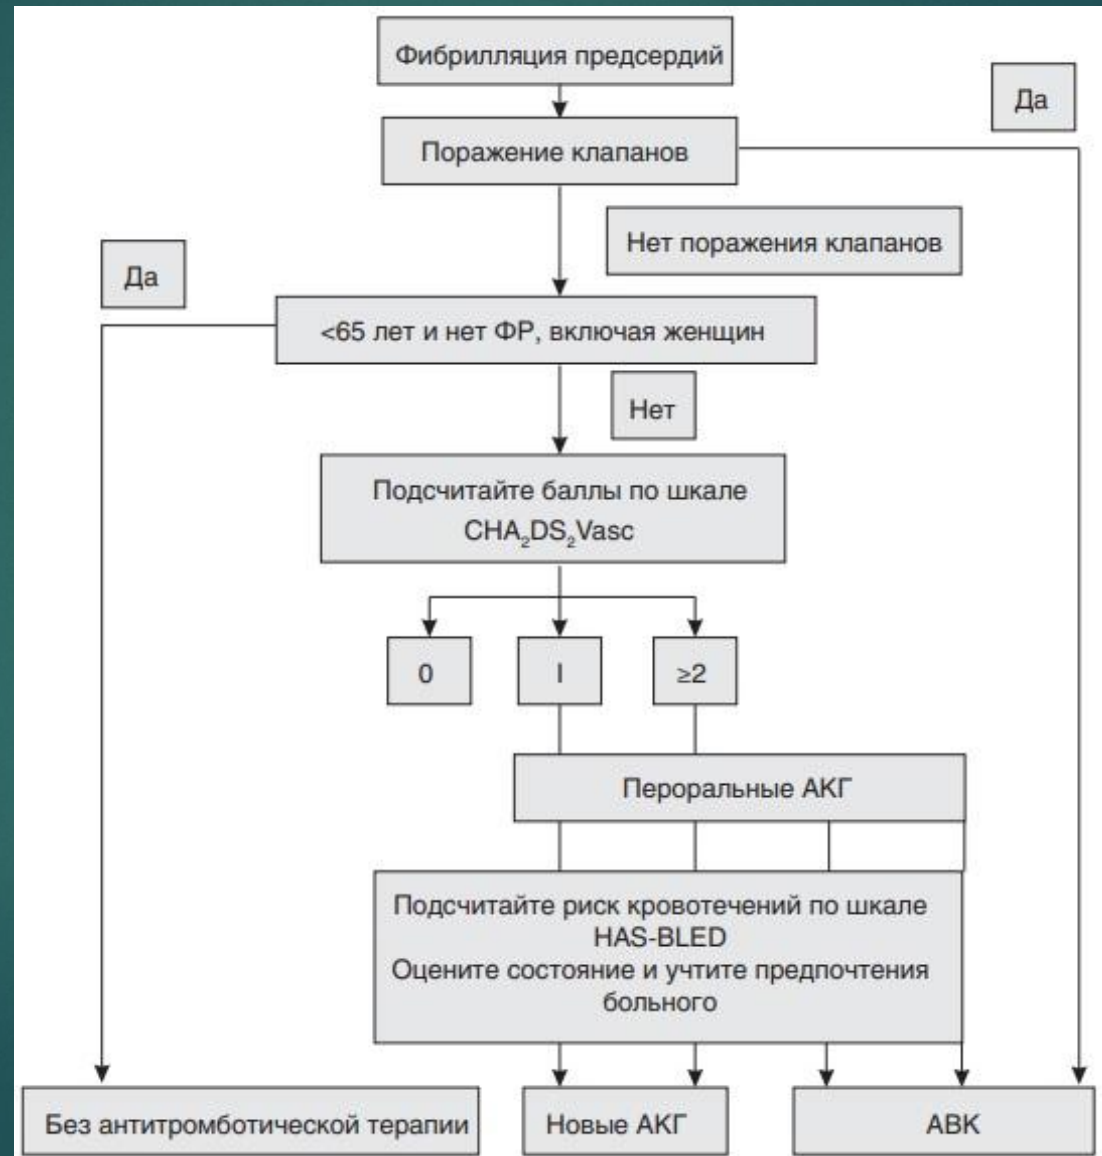 Фибрилляция предсердий
Да
Поражение клапанов
Нет поражения клапанов
Да
<65 лет и нет ФР, включая женщин
Нет
Подсчитайте баллы по шкале
CHA₂DS₂Vasc
0
I
≥2
Пероральные АКГ
Подсчитайте риск кровотечений по шкале
HAS-BLED
Оцените состояние и учтите предпочтения
больного
Без антитромботической терапии
Новые АКГ
АВК